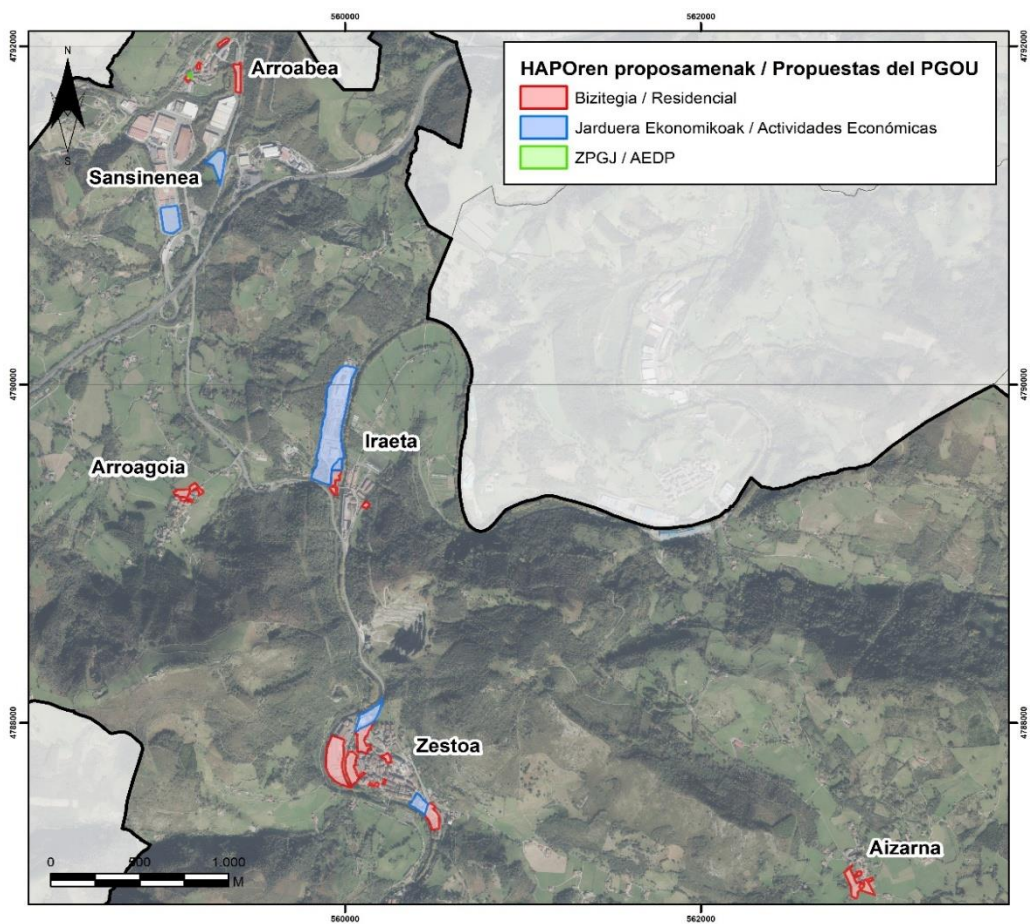 560000
562000
4792000
4792000
HAPOren proposamenak / Propuestas del PGOU
Bizitegia / Residencial
Jarduera Ekonomikoak / Actividades Económicas
ZPGJ / AEDP
N
S
Arroabea
Sansinenea
4790000
4790000
Iraeta
Arroagoia
4788000
4788000
Zestoa
Aizarna
0 500 1.000
M
560000
562000